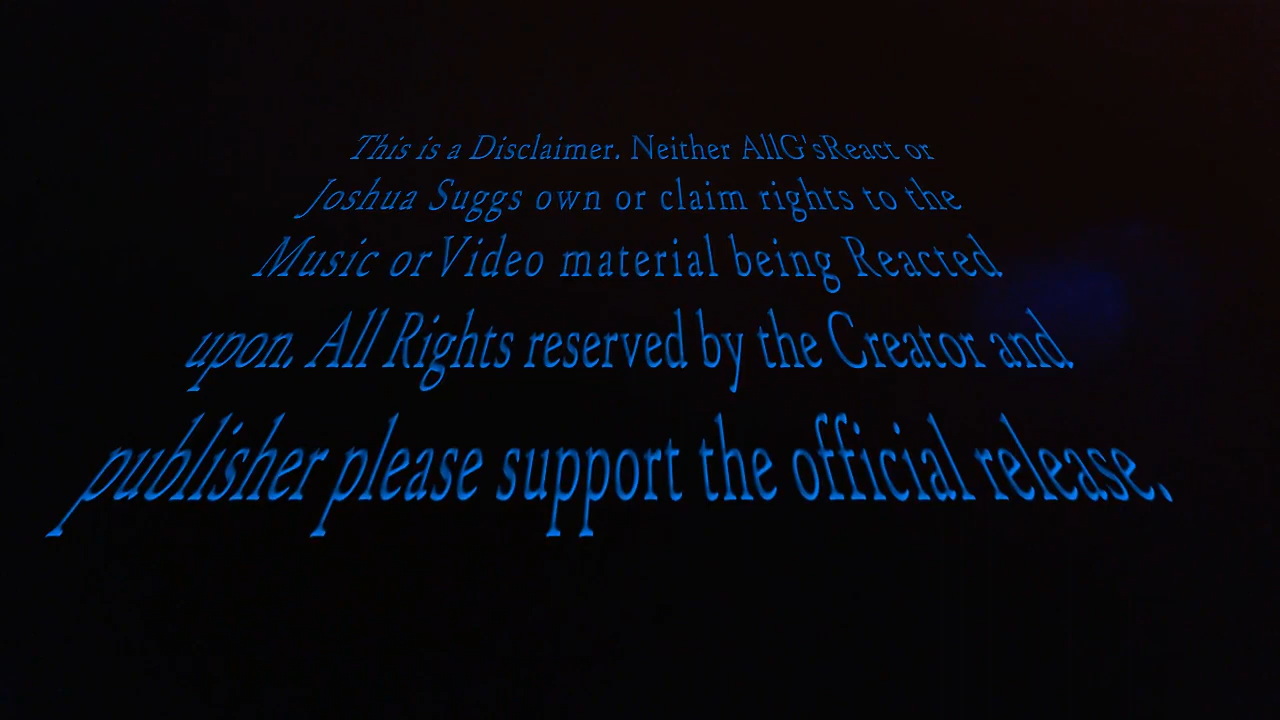 This is a Disclaimer. Neither AllG'sReact or
Joshua Suggs own or claim rights to the
Music or Video material being Reacted
upon. All Rights reserved by the Creator and
publisher please support the official release.